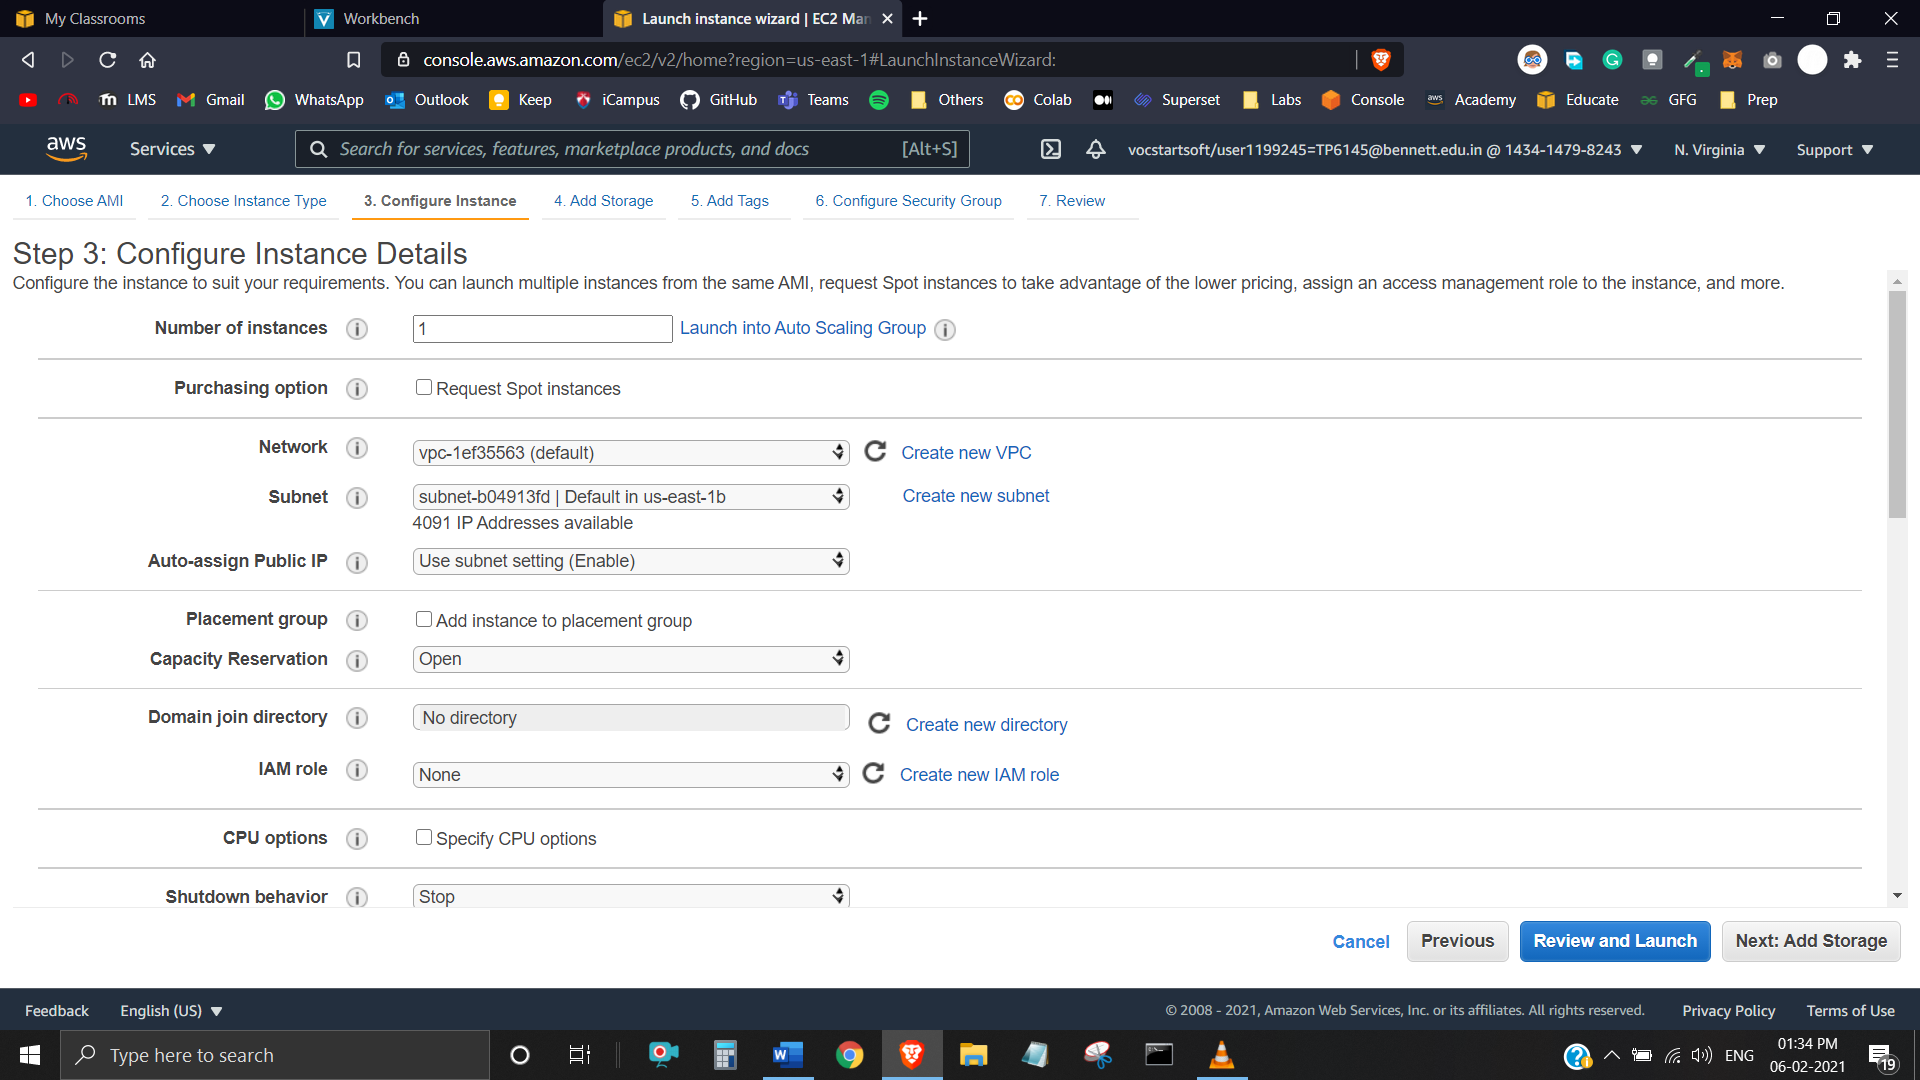 My Classrooms
Workbench
Launch instance wizard | EC2 Man
console.aws.amazon.com/ec2/v2/home?region=us-east-1#LaunchInstanceWizard:
LMS Gmail WhatsApp Outlook Keep iCampus GitHub Teams Others Colab Superset Labs Console Academy Educate GFG Prep
aws Services Search for services, features, marketplace products, and docs [Alt+S] vocstartsoft/user1199245=TP6145@bennett.edu.in @ 1434-1479-8243 N. Virginia Support
1. Choose AMI 2. Choose Instance Type 3. Configure Instance 4. Add Storage 5. Add Tags 6. Configure Security Group 7. Review
Step 3: Configure Instance Details
Configure the instance to suit your requirements. You can launch multiple instances from the same AMI, request Spot instances to take advantage of the lower pricing, assign an access management role to the instance, and more.
Number of instances i 1 Launch into Auto Scaling Group i
Purchasing option i Request Spot instances
Network i vpc-1ef35563 (default) Create new VPC
Subnet i subnet-b04913fd | Default in us-east-1b Create new subnet
4091 IP Addresses available
Auto-assign Public IP i Use subnet setting (Enable)
Placement group i Add instance to placement group
Capacity Reservation i Open
Domain join directory i No directory Create new directory
IAM role i None Create new IAM role
CPU options i Specify CPU options
Shutdown behavior i Stop
Cancel Previous Review and Launch Next: Add Storage
Feedback English (US) © 2008 - 2021, Amazon Web Services, Inc. or its affiliates. All rights reserved. Privacy Policy Terms of Use
Type here to search
ENG
01:34 PM
06-02-2021
19